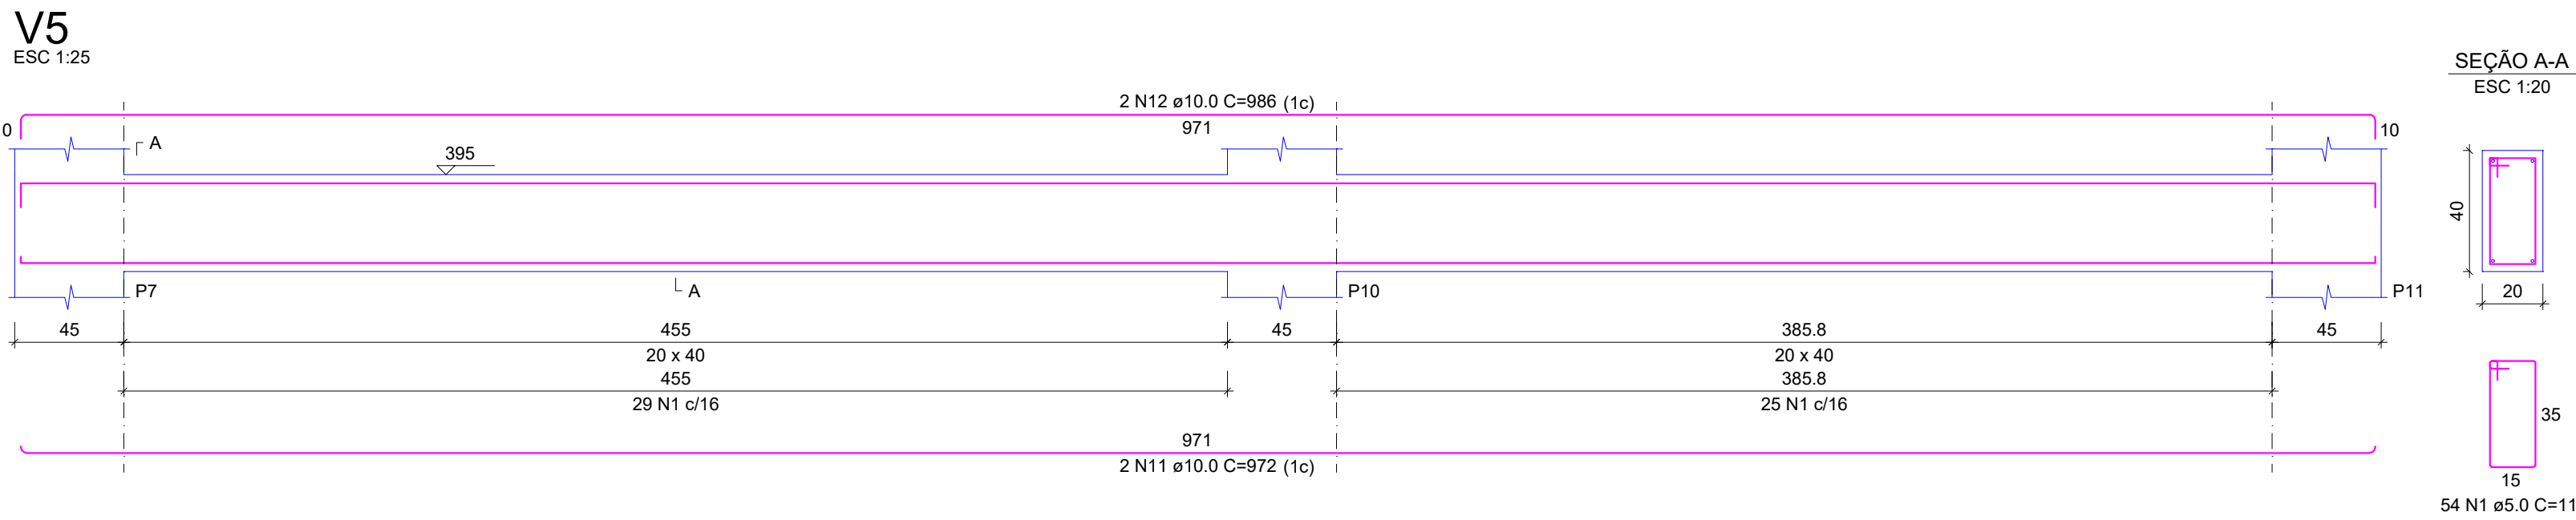 V5
ESC 1:25
SEÇÃO A-A
ESC 1:20
2 N12 ø10.0 C=986 (1c)
971
0
10
A
395
40
20
P7
A
P10
P11
45
455
45
385.8
45
20 x 40
20 x 40
455
385.8
29 N1 c/16
25 N1 c/16
35
971
2 N11 ø10.0 C=972 (1c)
15
54 N1 ø5.0 C=11